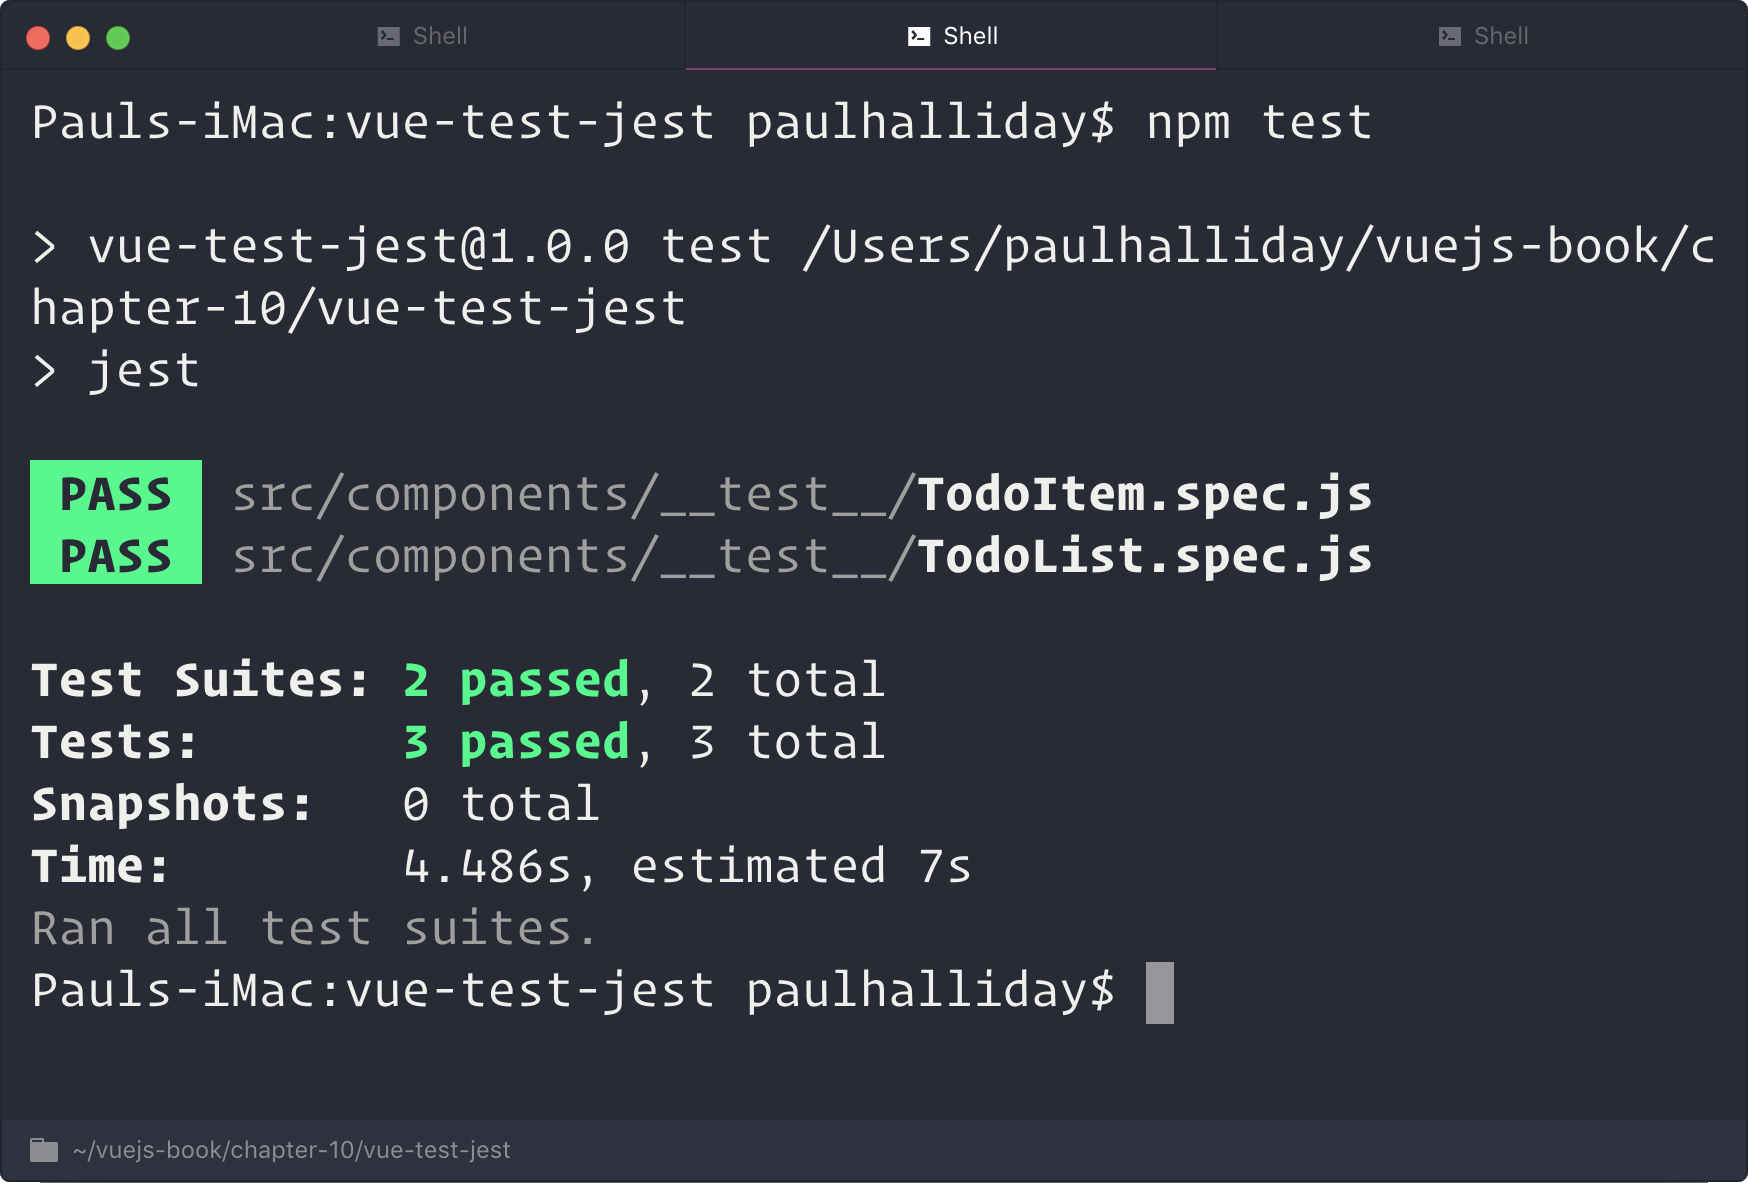 Shell
Shell
Shell
Pauls-iMac:vue-test-jest paulhalliday$ npm test
> vue-test-jest@1.0.0 test /Users/paulhalliday/vuejs-book/c
hapter-10/vue-test-jest
> jest
PASS src/components/__test__/TodoItem.spec.js
PASS src/components/__test__/TodoList.spec.js
Test Suites: 2 passed, 2 total
Tests: 3 passed, 3 total
Snapshots: 0 total
Time: 4.486s, estimated 7s
Ran all test suites.
Pauls-iMac:vue-test-jest paulhalliday$
~/vuejs-book/chapter-10/vue-test-jest